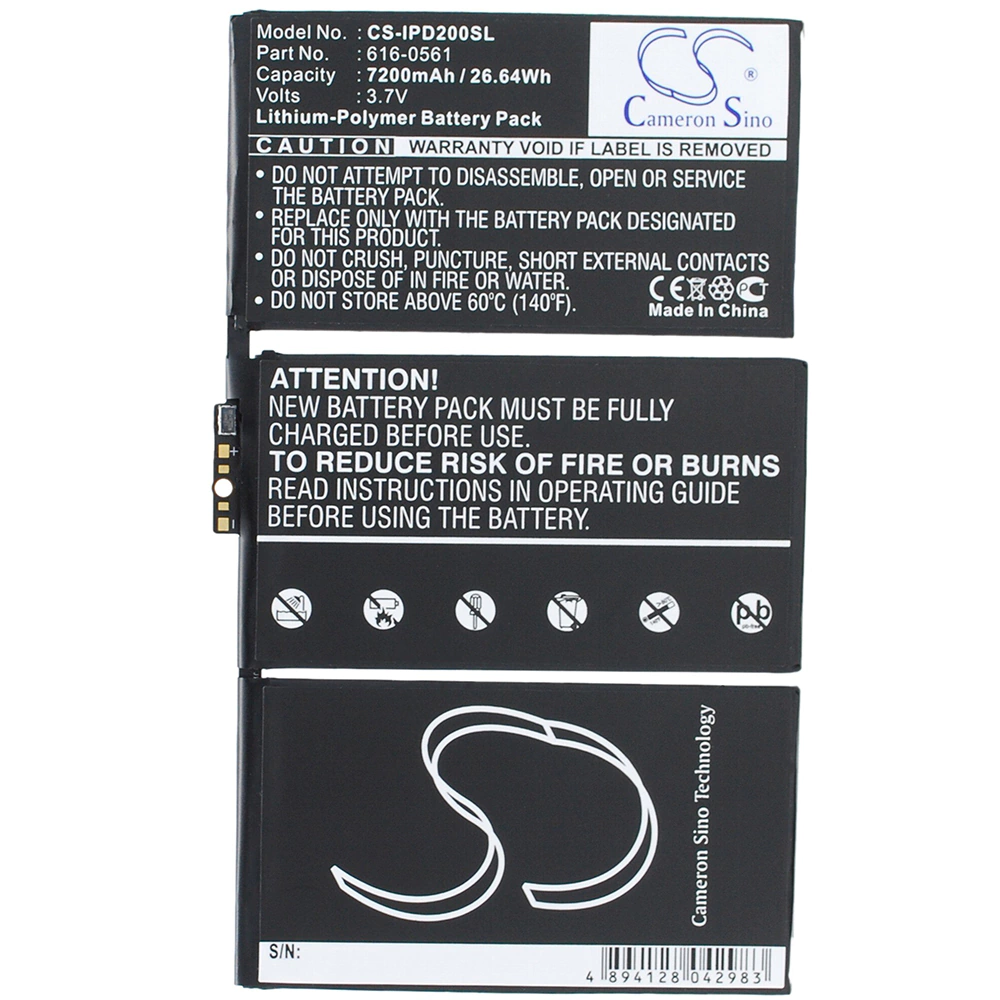 Model No. : CS-IPD200SL
Part No. : 616-0561
Capacity : 7200mAh / 26.64Wh
Volts : 3.7V
Lithium-Polymer Battery Pack
®
Cameron Sino
CAUTION WARRANTY VOID IF LABEL IS REMOVED
• DO NOT ATTEMPT TO DISASSEMBLE, OPEN OR SERVICE
THE BATTERY PACK.
• REPLACE ONLY WITH THE BATTERY PACK DESIGNATED
FOR THIS PRODUCT.
• DO NOT CRUSH, PUNCTURE, SHORT EXTERNAL CONTACTS
OR DISPOSE OF IN FIRE OR WATER.
• DO NOT STORE ABOVE 60°C (140°F).
CE
Made In China
ATTENTION!
NEW BATTERY PACK MUST BE FULLY
CHARGED BEFORE USE.
TO REDUCE RISK OF FIRE OR BURNS
READ INSTRUCTIONS IN OPERATING GUIDE
BEFORE USING THE BATTERY.
+
-
pvb
Cameron Sino Technology
S/N:
4 894128 042983